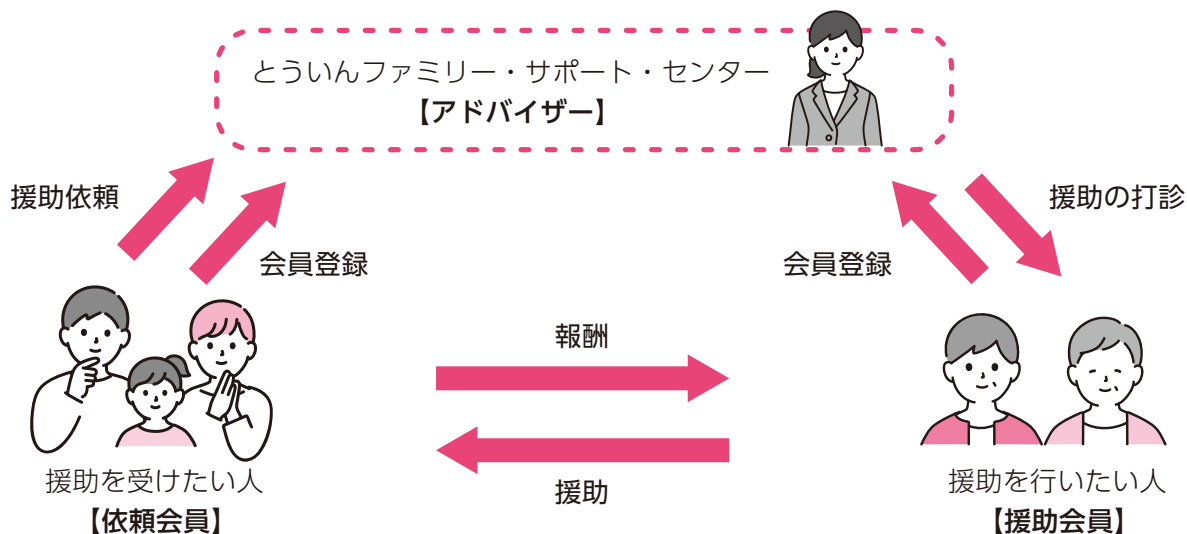 とういんファミリー・サポート・センター
【アドバイザー】
援助依頼
会員登録
会員登録
援助の打診
報酬
援助
援助を受けたい人
【依頼会員】
援助を行いたい人
【援助会員】